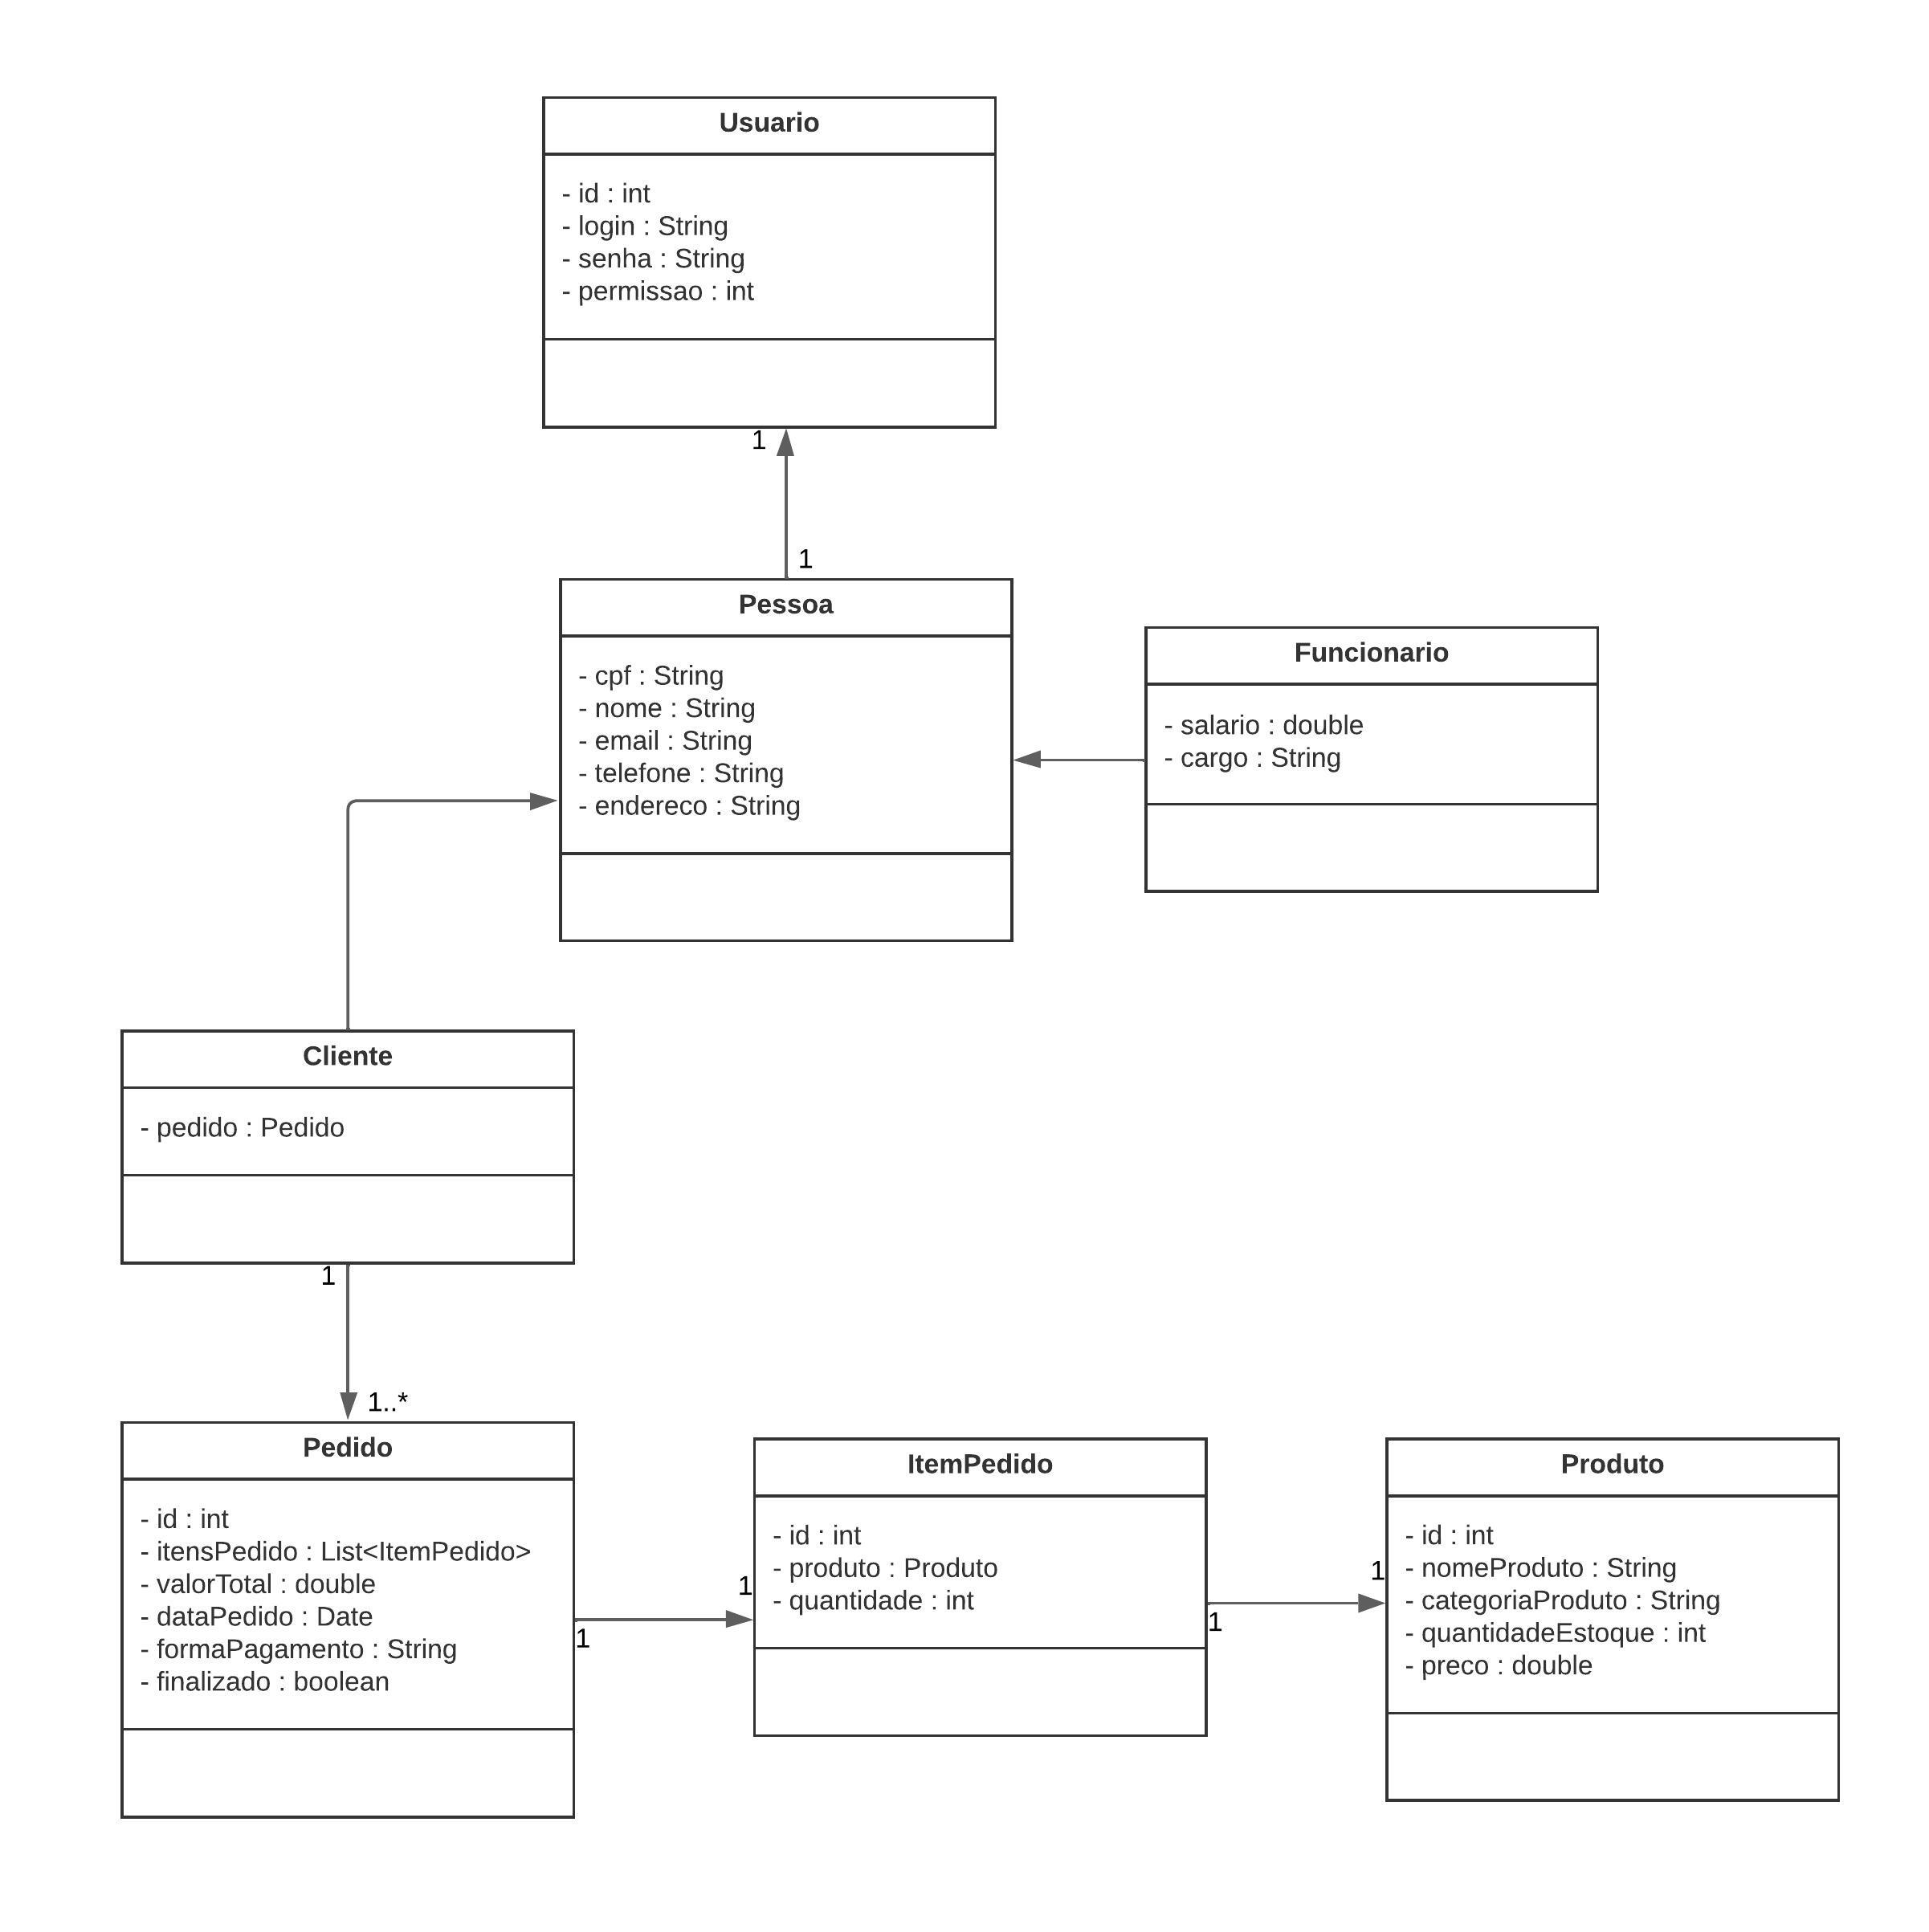 Usuario
- id : int
- login : String
- senha : String
- permissao : int
1
1
Pessoa
- cpf : String
- nome : String
- email : String
- telefone : String
- endereco : String
Funcionario
- salario : double
- cargo : String
Cliente
- pedido : Pedido
1
1..*
Pedido
- id : int
- itensPedido : List<ItemPedido>
- valorTotal : double
- dataPedido : Date
- formaPagamento : String
- finalizado : boolean
1
1
ItemPedido
- id : int
- produto : Produto
- quantidade : int
1
1
Produto
- id : int
- nomeProduto : String
- categoriaProduto : String
- quantidadeEstoque : int
- preco : double